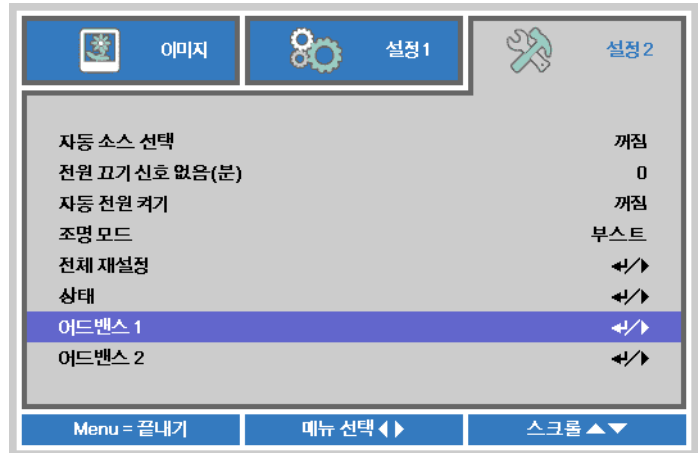 이미지 설정 1 설정 2
자동 소스 선택 꺼짐
전원 끄기 신호 없음(분) 0
자동 전원 켜기 꺼짐
조명 모드 부스트
전체 재설정 ↵/▶
상태 ↵/▶
어드밴스 1 ↵/▶
어드밴스 2 ↵/▶
Menu = 끝내기 메뉴 선택 ◀▶ 스크롤 ▲▼